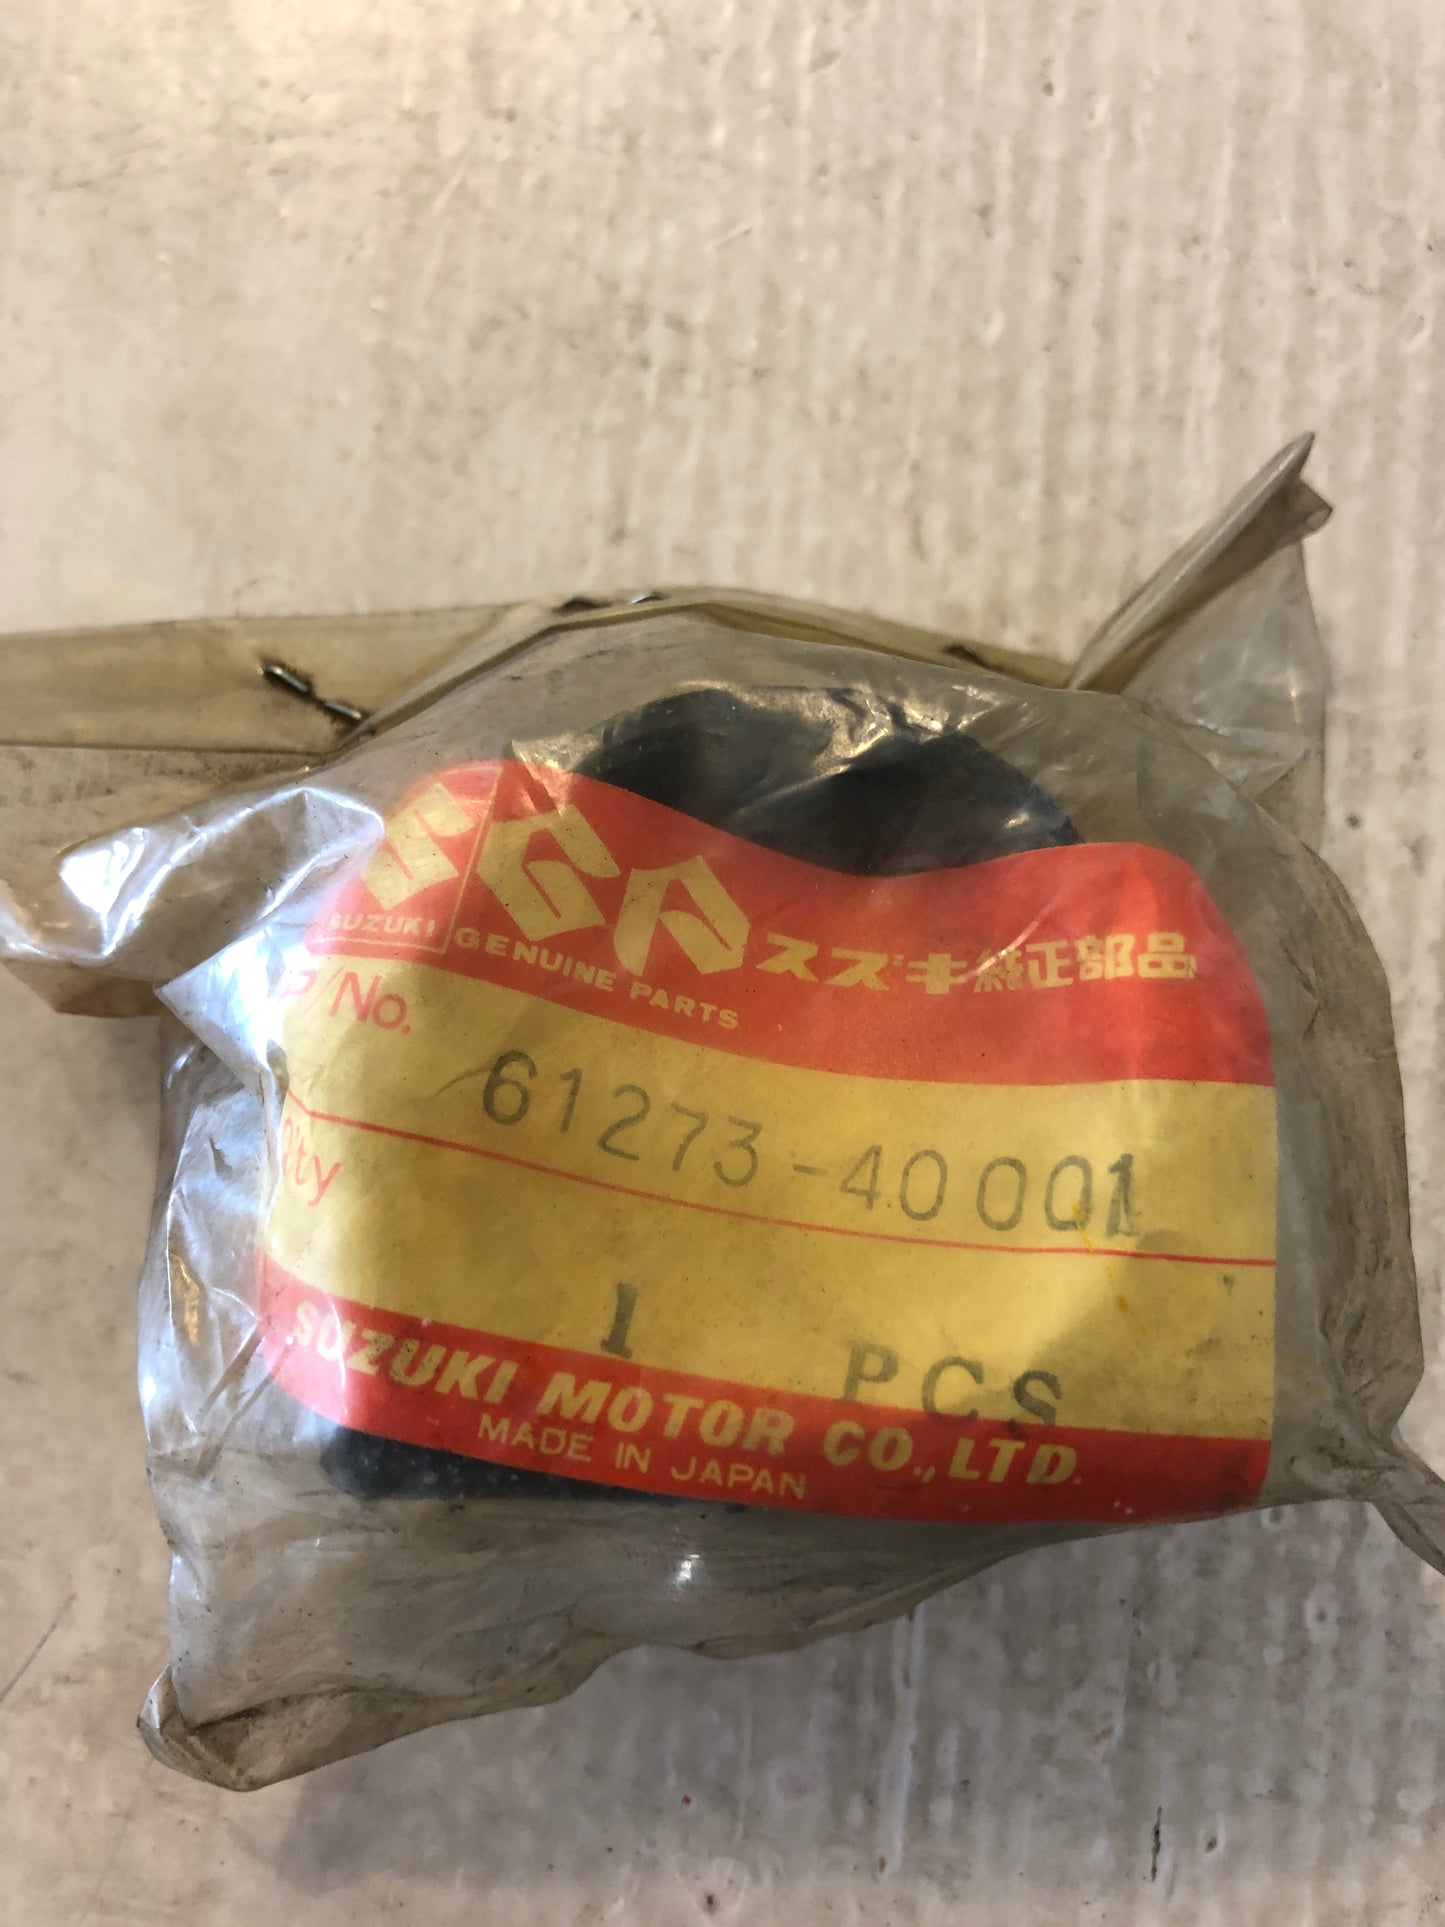 SGP スズキ純正部品
SUZUKI GENUINE PARTS
P/No.
61273-40001
Q'ty
1 PCS
SUZUKI MOTOR CO., LTD.
MADE IN JAPAN